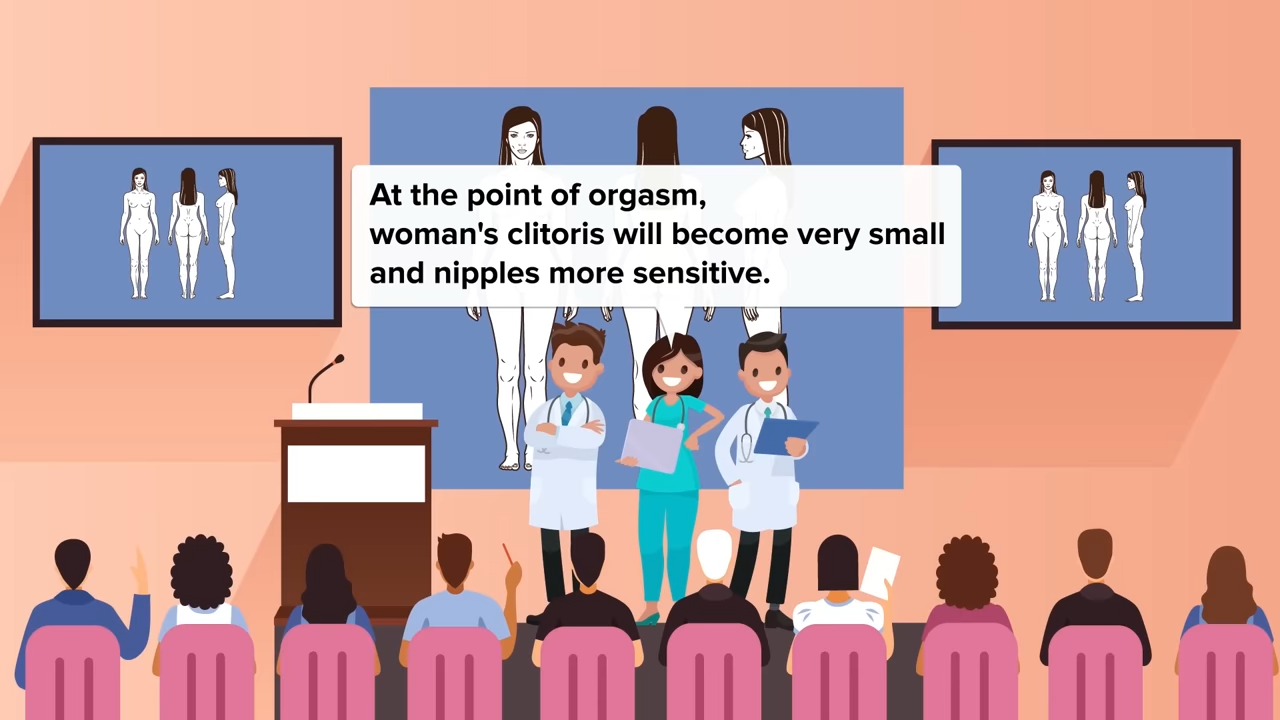 At the point of orgasm,
woman's clitoris will become very small
and nipples more sensitive.